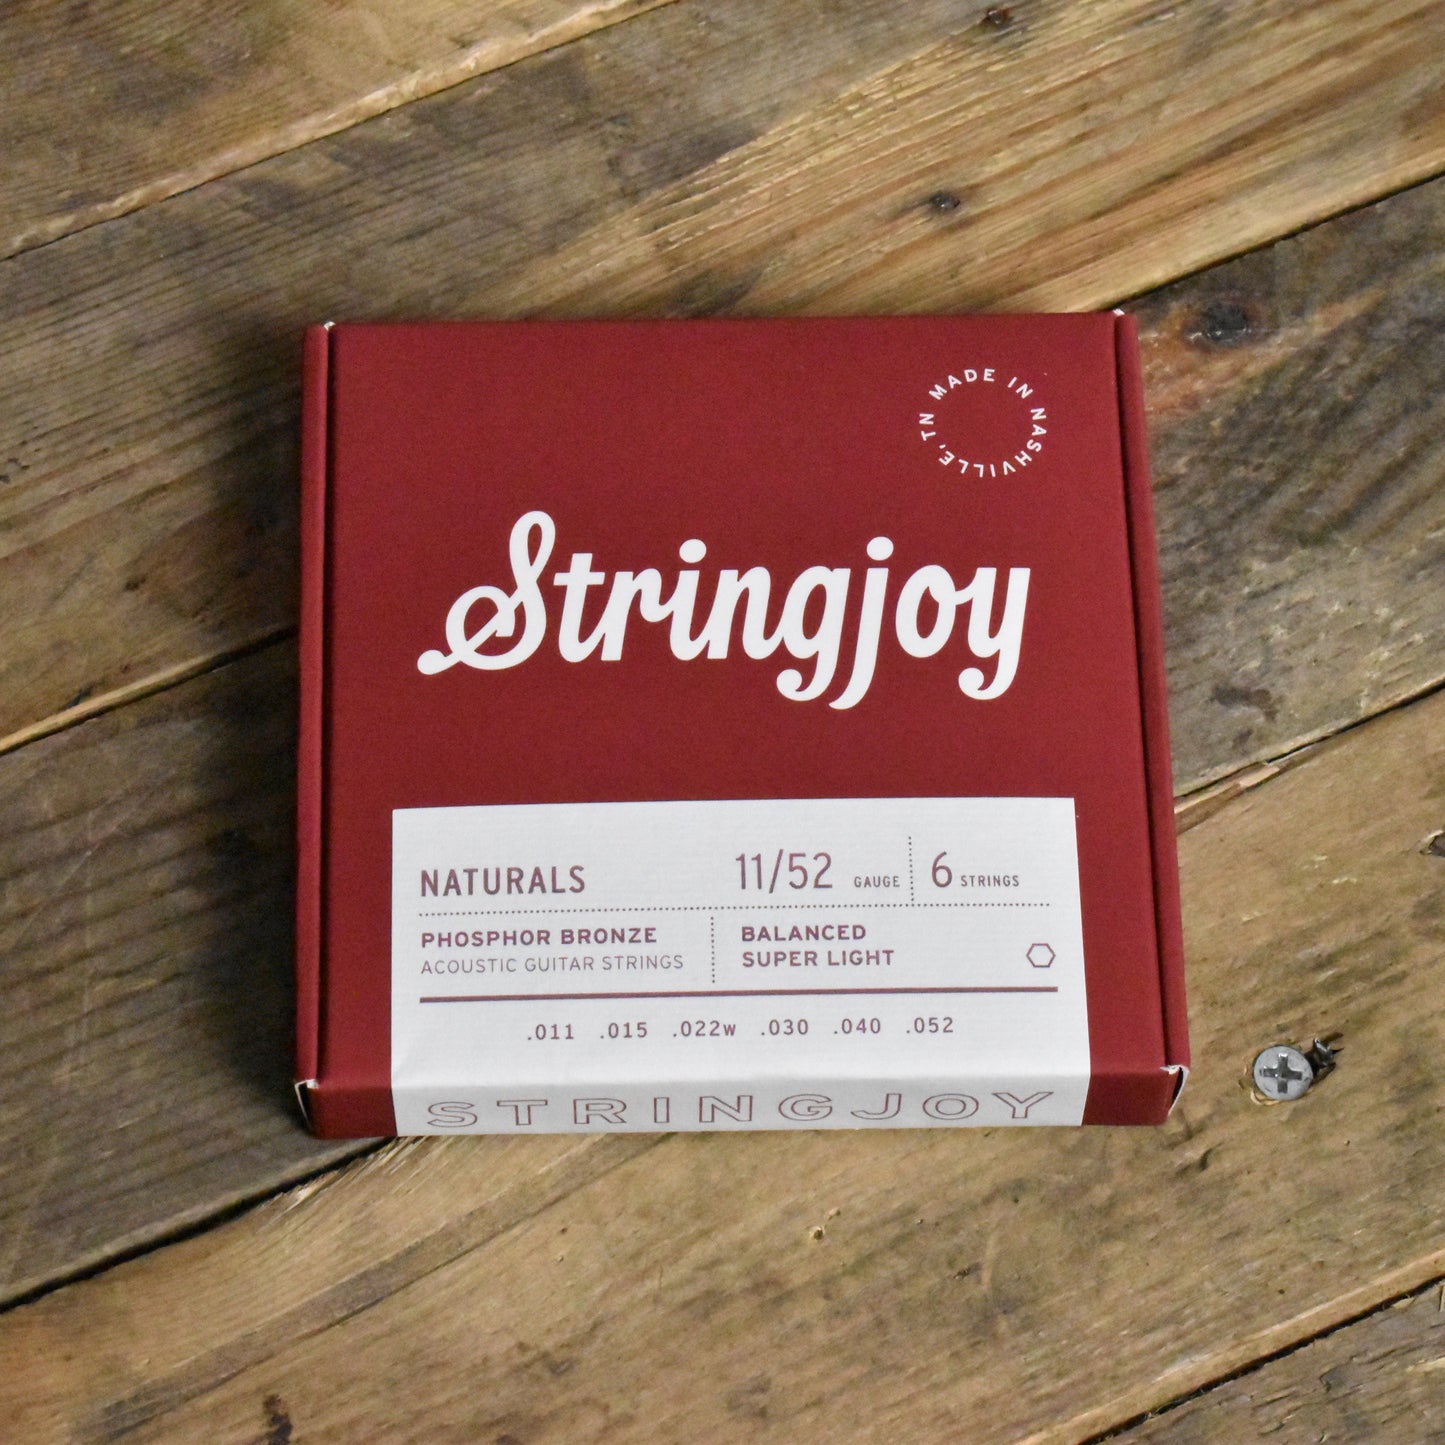 MADE IN NASHVILLE, TN
Stringjoy
NATURALS
11/52 GAUGE
6 STRINGS
PHOSPHOR BRONZE
ACOUSTIC GUITAR STRINGS
BALANCED
SUPER LIGHT
.011 .015 .022w .030 .040 .052
STRINGJOY